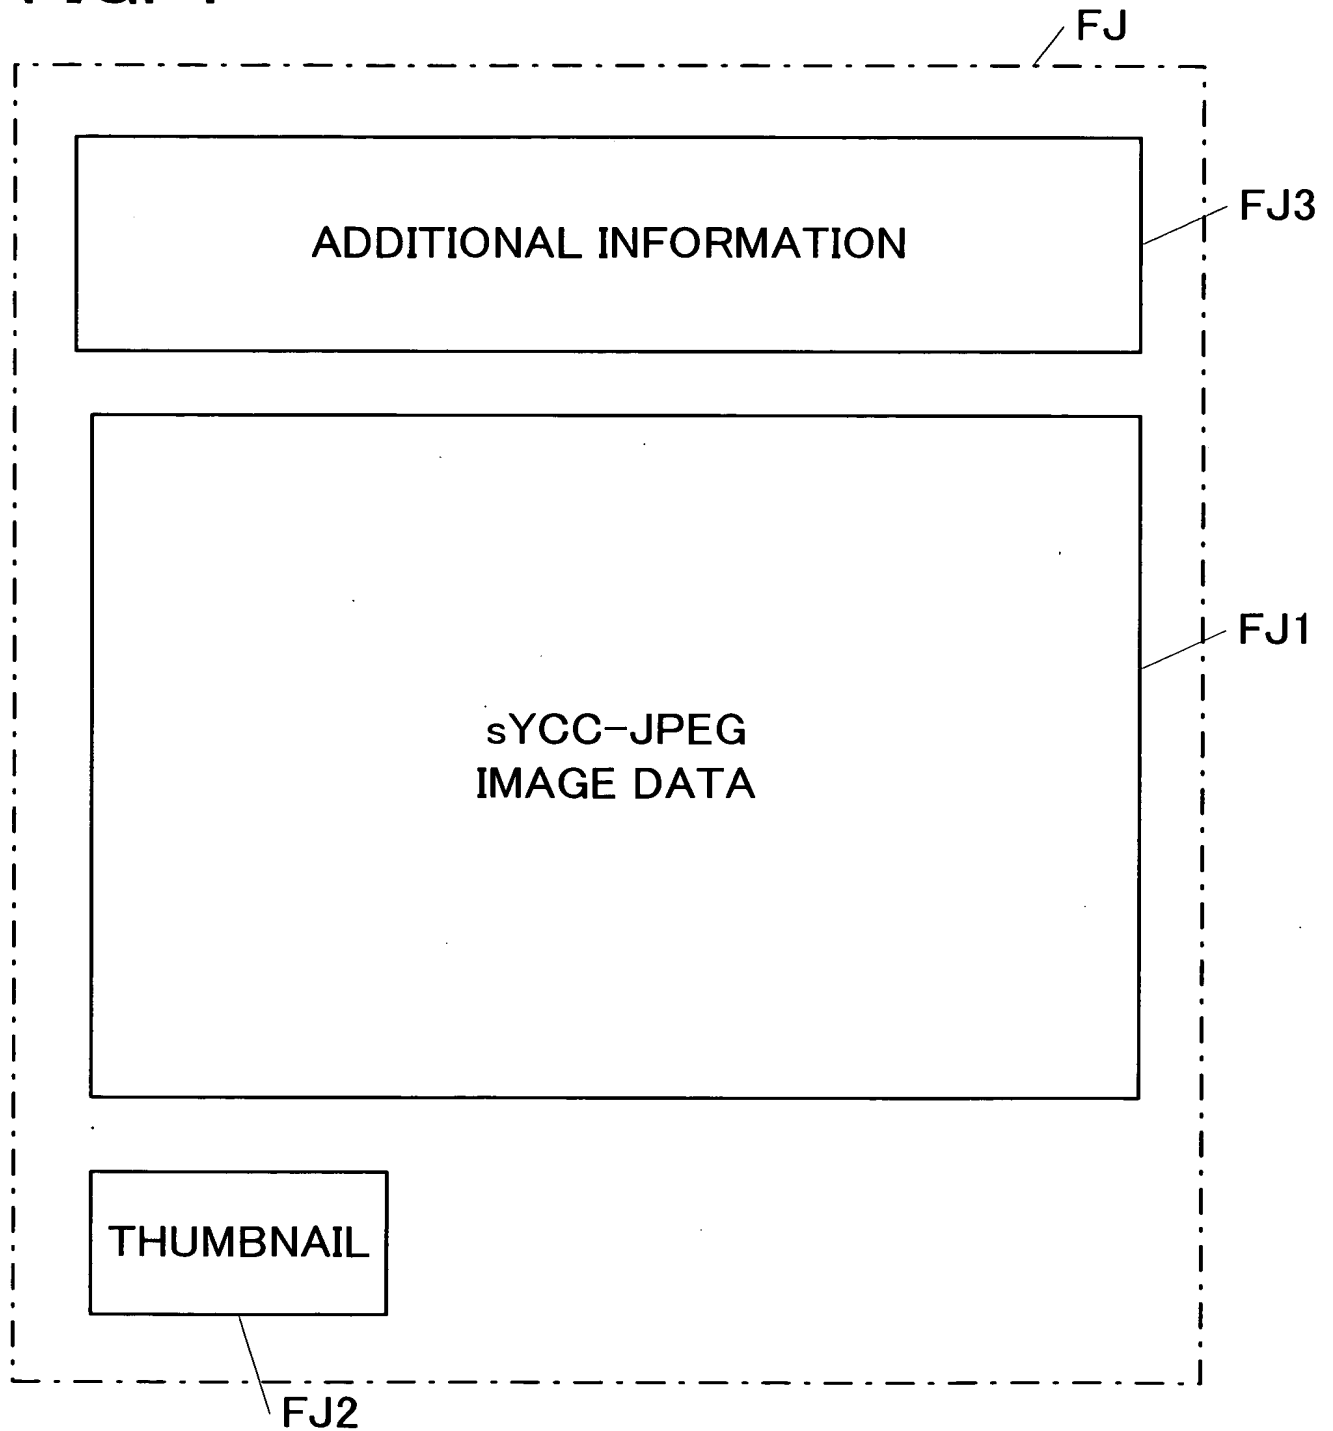 FJ
ADDITIONAL INFORMATION
FJ3
sYCC-JPEG
IMAGE DATA
FJ1
THUMBNAIL
FJ2